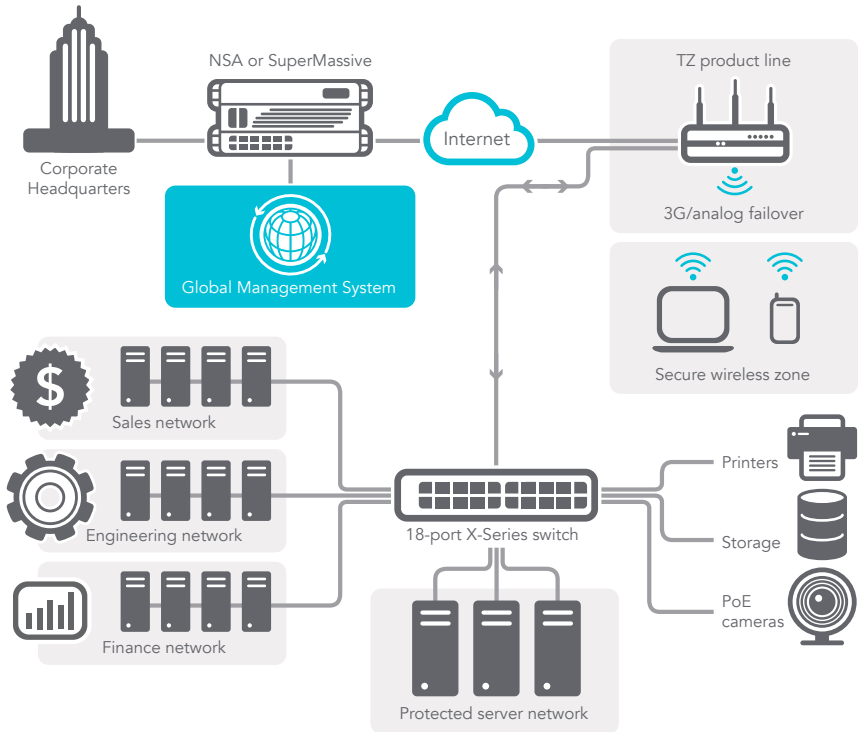 NSA or SuperMassive
TZ product line
Internet
Corporate
Headquarters
3G/analog failover
Global Management System
Secure wireless zone
$
Sales network
Printers
Engineering network
18-port X-Series switch
Storage
PoE
cameras
Finance network
Protected server network